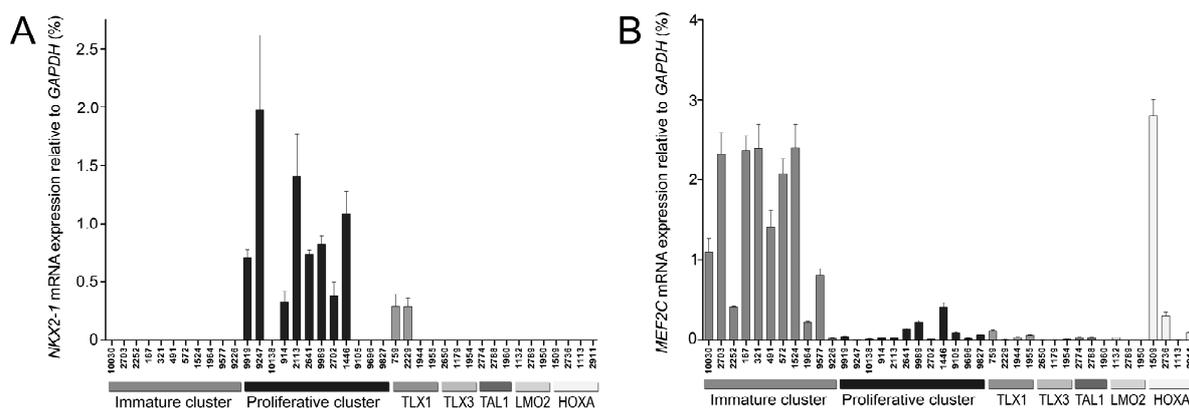 A
NKX2-1 mRNA expression relative to GAPDH (%)
2.5
2.0
1.5
1.0
0.5
0
10030 2703 2252 167 321 491 572 1524 1964 9577 9226 9919 9247 10138 914 2113 2641 9989 2702 1446 9105 9696 9827 759 2229 1944 1955 2650 1179 1954 2774 2788 1960 1132 2789 1950 1509 2736 1113 2911
Immature cluster Proliferative cluster TLX1 TLX3 TAL1 LMO2 HOXA
B
MEF2C mRNA expression relative to GAPDH (%)
4
3
2
1
0
10030 2703 2252 167 321 491 572 1524 1964 9577 9226 9919 9247 10138 914 2113 2641 9989 2702 1446 9105 9696 9827 759 2229 1944 1955 2650 1179 1954 2774 2788 1960 1132 2789 1950 1509 2736 1113
Immature cluster Proliferative cluster TLX1 TLX3 TAL1 LMO2 HOXA